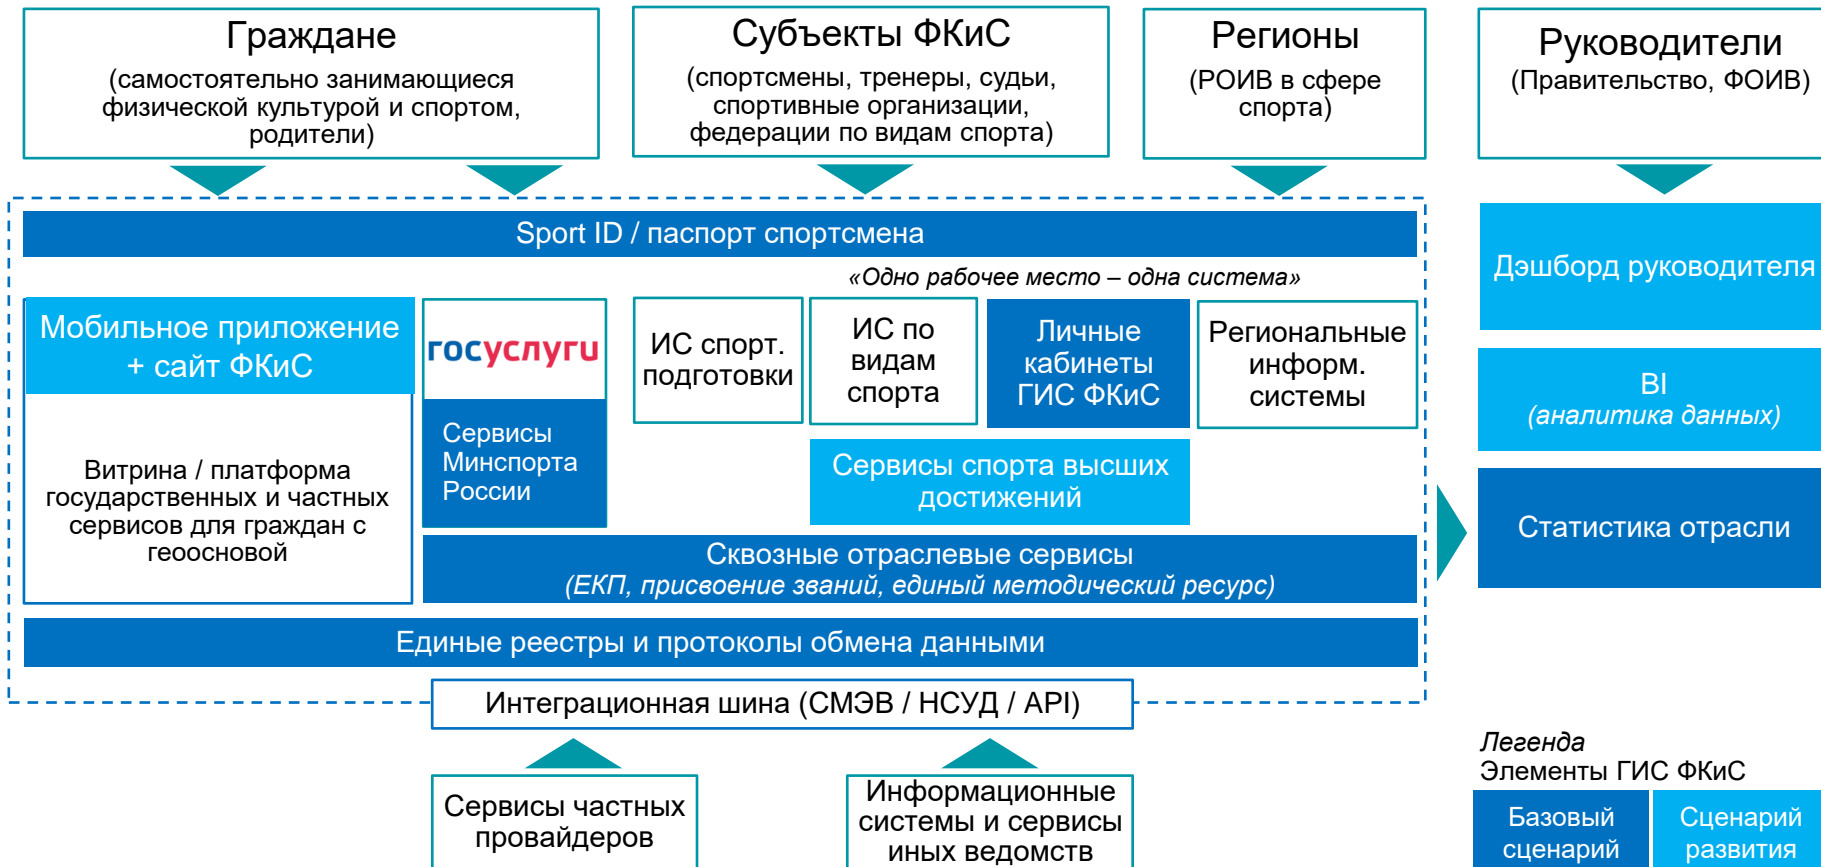 Граждане
(самостоятельно занимающиеся
физической культурой и спортом,
родители)
Субъекты ФКиС
(спортсмены, тренеры, судьи,
спортивные организации,
федерации по видам спорта)
Регионы
(РОИВ в сфере
спорта)
Руководители
(Правительство, ФОИВ)
Sport ID / паспорт спортсмена
«Одно рабочее место – одна система»
Мобильное приложение
+ сайт ФКиС
Витрина / платформа
государственных и частных
сервисов для граждан с
геоосновой
госуслуги
Сервисы
Минспорта
России
ИС спорт.
подготовки
ИС по
видам
спорта
Личные
кабинеты
ГИС ФКиС
Региональные
информ.
системы
Сервисы спорта высших
достижений
Сквозные отраслевые сервисы
(ЕКП, присвоение званий, единый методический ресурс)
Единые реестры и протоколы обмена данными
Интеграционная шина (СМЭВ / НСУД / API)
Сервисы частных
провайдеров
Информационные
системы и сервисы
иных ведомств
Дэшборд руководителя
BI
(аналитика данных)
Статистика отрасли
Легенда
Элементы ГИС ФКиС
Базовый
сценарий
Сценарий
развития